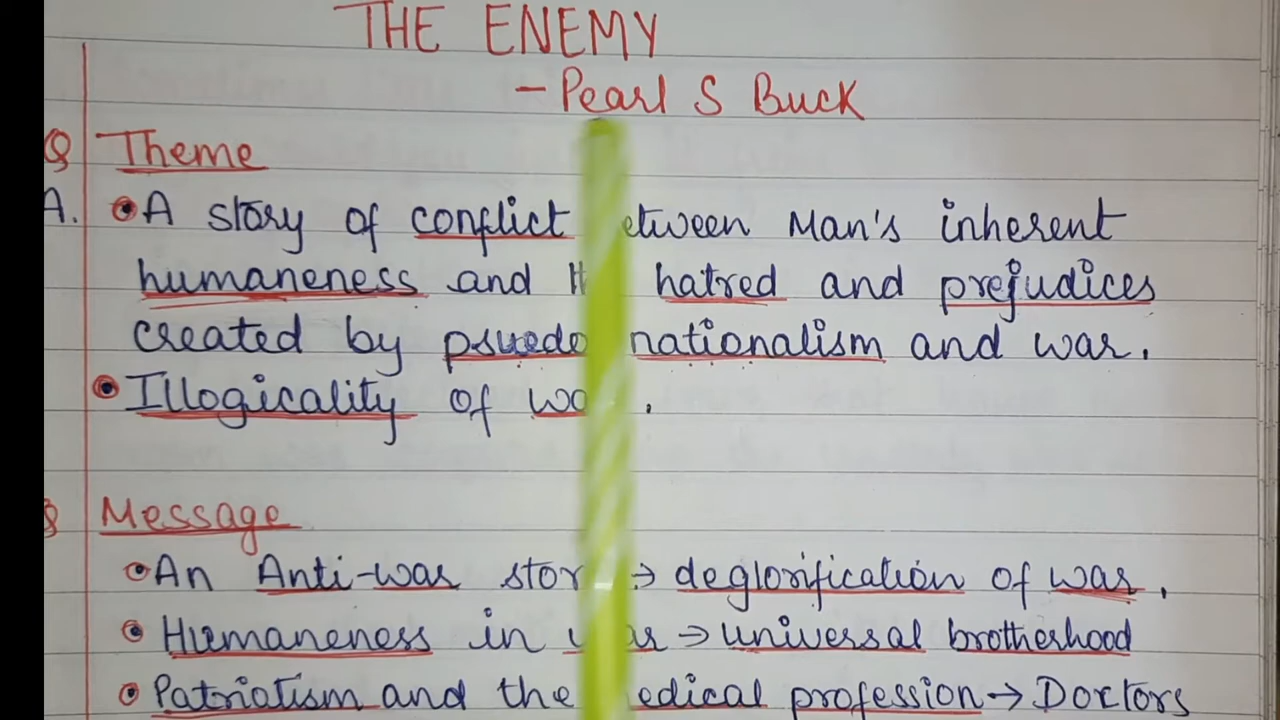 THE ENEMY
- Pearl S Buck
Q Theme
A. • A story of conflict etween Man's inherent
humaneness and hatred and prejudices
created by psuedo nationalism and war.
• Illogicality of .
Message
• An Anti-war stor → deglorification of war.
• Humaneness in → universal brotherhood
• Patriotism and the edical profession → Doctors